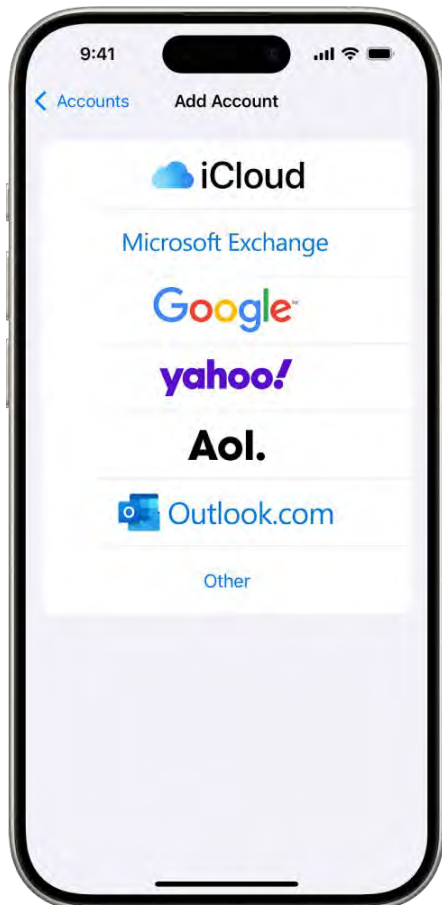 9:41
Accounts Add Account
iCloud
Microsoft Exchange
Google
yahoo!
Aol.
Outlook.com
Other